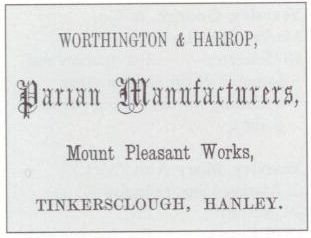 WORTHINGTON & HARROP,
Parian Manufacturers,
Mount Pleasant Works,
TINKERSCLOUGH, HANLEY.